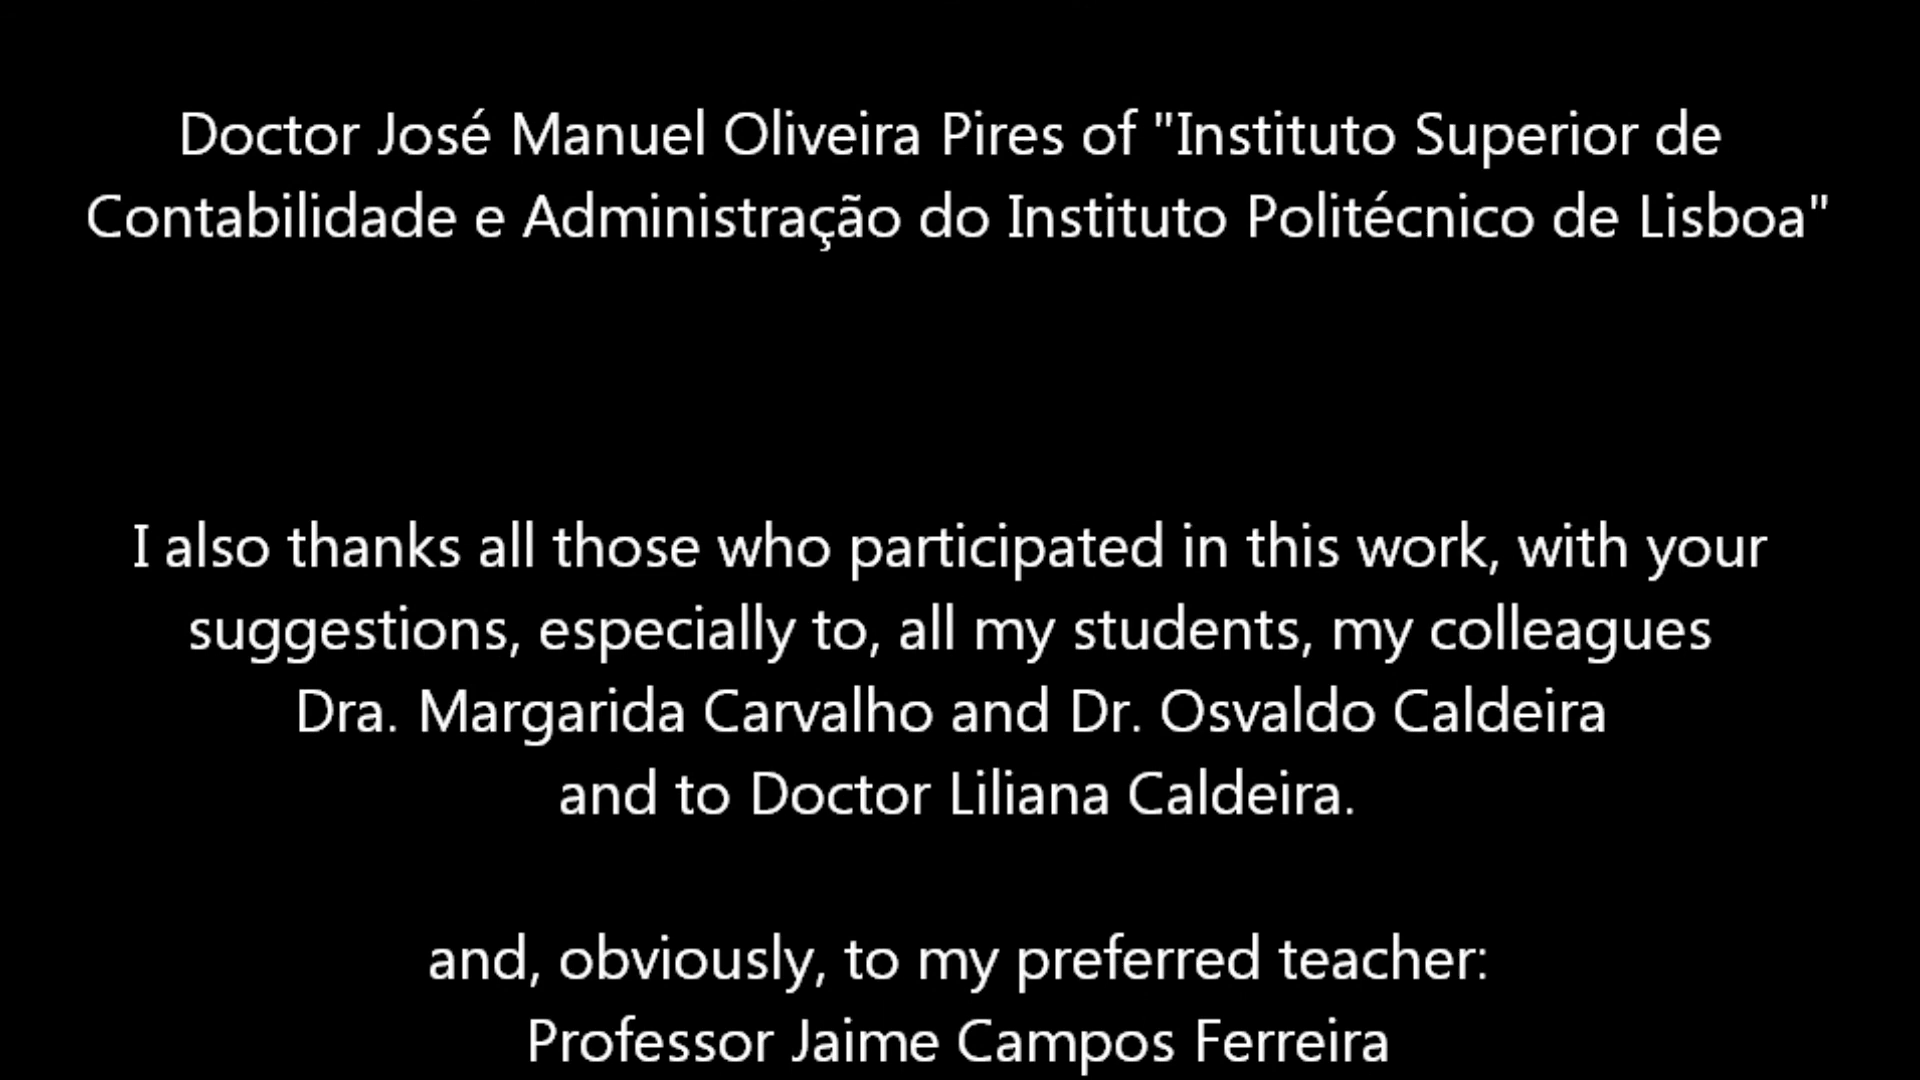 Doctor José Manuel Oliveira Pires of "Instituto Superior de
Contabilidade e Administração do Instituto Politécnico de Lisboa"
I also thanks all those who participated in this work, with your
suggestions, especially to, all my students, my colleagues
Dra. Margarida Carvalho and Dr. Osvaldo Caldeira
and to Doctor Liliana Caldeira.
and, obviously, to my preferred teacher:
Professor Jaime Campos Ferreira